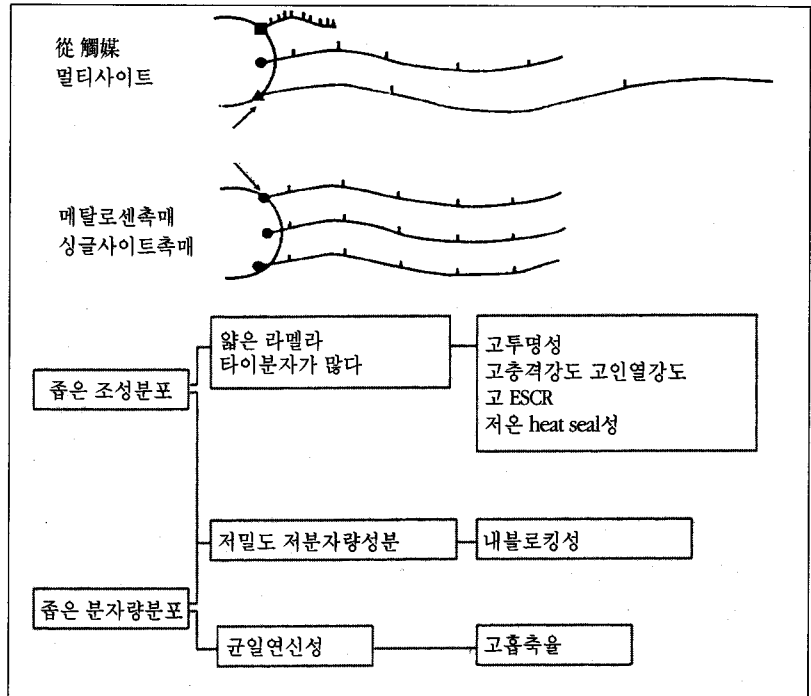 從 觸媒
멀티사이트
메탈로센촉매
싱글사이트촉매
얇은 라멜라
타이분자가 많다
고투명성
고충격강도 고인열강도
고 ESCR
저온 heat seal성
좁은 조성분포
저밀도 저분자량성분
내블로킹성
좁은 분자량분포
균일연신성
고흡축율